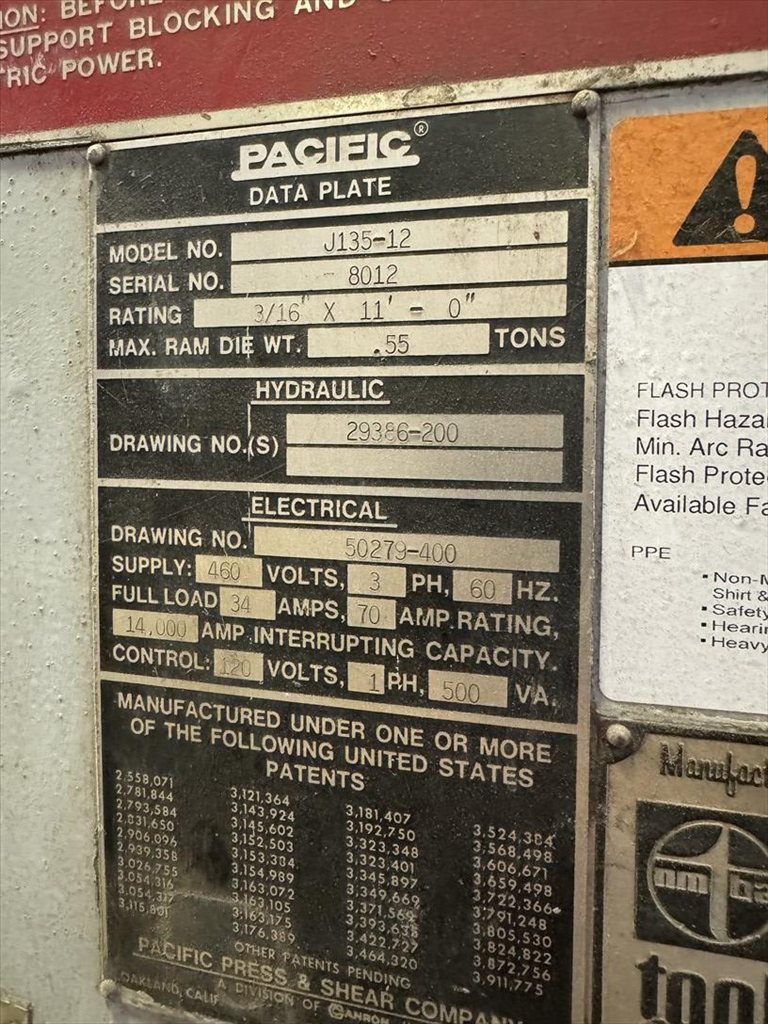 ION: BEFORE
SUPPORT BLOCKING AND
RIC POWER.
PACIFIC®
DATA PLATE
MODEL NO. J135-12
SERIAL NO. 8012
RATING 3/16" X 11' - 0"
MAX. RAM DIE WT. .55 TONS
HYDRAULIC
DRAWING NO.(S) 29386-200
ELECTRICAL
DRAWING NO. 50279-400
SUPPLY: 460 VOLTS, 3 PH, 60 HZ.
FULL LOAD 34 AMPS, 70 AMP. RATING,
14,000 AMP. INTERRUPTING CAPACITY.
CONTROL: 120 VOLTS, 1 PH, 500 VA.
MANUFACTURED UNDER ONE OR MORE
OF THE FOLLOWING UNITED STATES
PATENTS
2,558,071 3,121,364 3,181,407 3,524,384
2,781,844 3,143,924 3,192,750 3,568,498
2,793,584 3,145,602 3,323,348 3,606,671
2,831,650 3,152,503 3,323,401 3,659,498
2,906,096 3,153,384 3,345,897 3,722,366
2,939,358 3,154,989 3,349,669 3,791,248
3,026,755 3,163,072 3,371,569 3,805,530
3,054,316 3,163,105 3,393,638 3,824,822
3,054,317 3,163,175 3,422,727 3,872,756
3,115,801 3,176,389 3,464,320 3,911,775
OTHER PATENTS PENDING
PACIFIC PRESS & SHEAR COMPANY
OAKLAND, CALIF. A DIVISION OF CANRON
FLASH PROT
Flash Haza
Min. Arc Ra
Flash Prote
Available Fa
PPE
▪ Non-M
Shirt &
▪ Safety
▪ Hearin
▪ Heavy
Manufact
tool